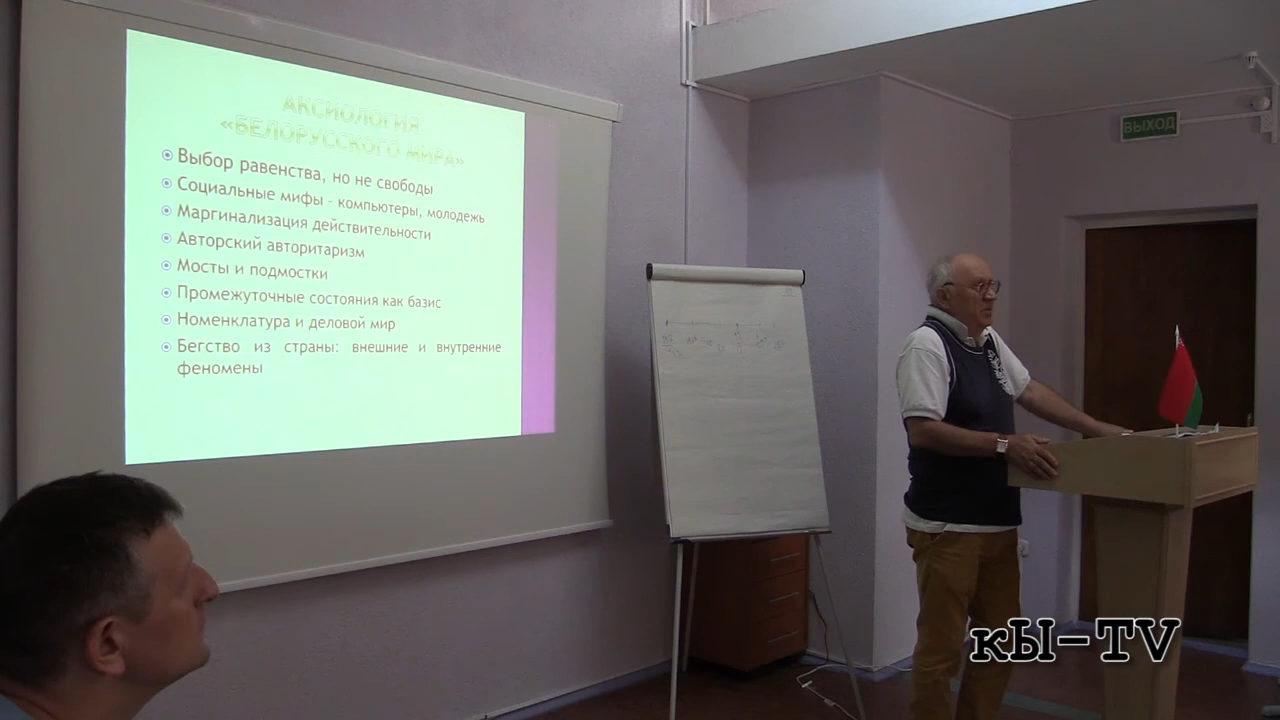 АКСИОЛОГИЯ
«БЕЛОРУССКОГО МИРА»
Выбор равенства, но не свободы
Социальные мифы – компьютеры, молодежь
Маргинализация действительности
Авторский авторитаризм
Мосты и подмостки
Промежуточные состояния как базис
Номенклатура и деловой мир
Бегство из страны: внешние и внутренние
феномены
ВЫХОД
кЫ-TV